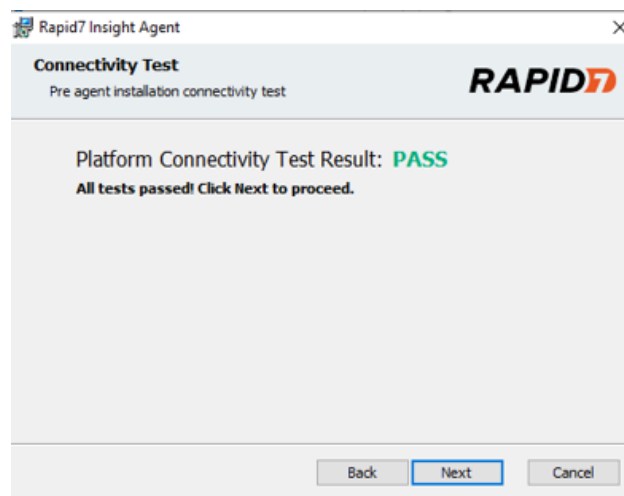 Rapid7 Insight Agent
Connectivity Test
Pre agent installation connectivity test
RAPID7
Platform Connectivity Test Result: PASS
All tests passed! Click Next to proceed.
Back Next Cancel